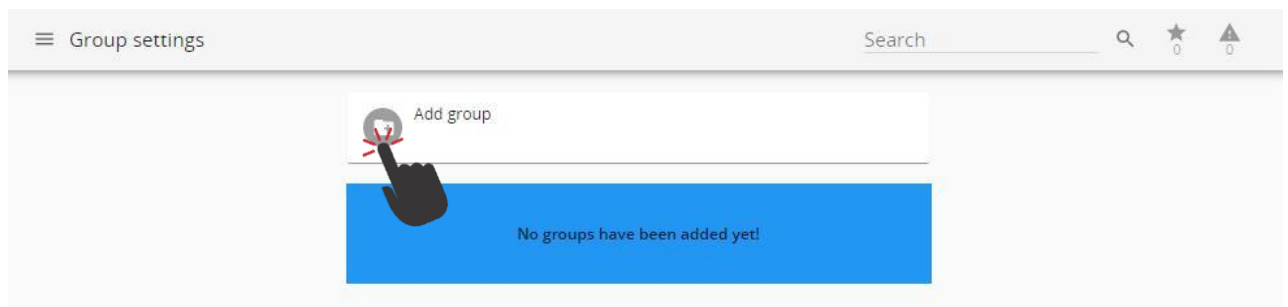 Group settings
Search
0
0
Add group
No groups have been added yet!